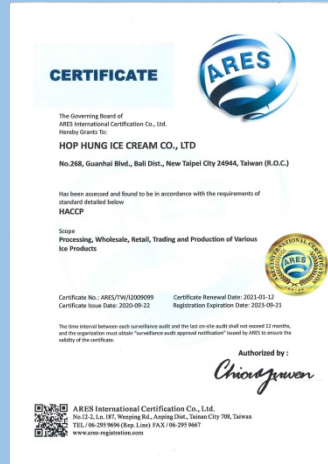 CERTIFICATE
ARES
The Governing Board of
ARES International Certification Co., Ltd.
Hereby Grants To:
HOP HUNG ICE CREAM CO., LTD
No.268, Guanhai Blvd., Bali Dist., New Taipei City 24944, Taiwan (R.O.C.)
Has been assessed and found to be in accordance with the requirements of
standard detailed below
HACCP
Scope
Processing, Wholesale, Retail, Trading and Production of Various
Ice Products
ARES
Certificate No.: ARES/TW/I2009099 Certificate Renewal Date: 2021-01-12
Certificate Issue Date: 2020-09-22 Registration Expiration Date: 2023-09-21
The time interval between each surveillance audit and the last on-site audit shall not exceed 12 months,
and the organization must obtain "surveillance audit approval notification" issued by ARES to ensure the
validity of the certificate.
Authorized by :
ARES International Certification Co., Ltd.
No.12-2, Ln. 187, Wenping Rd., Anping Dist., Tainan City 708, Taiwan
TEL / 06-295 9696 (Rep. Line) FAX / 06-295 9667
www.ares-registration.com